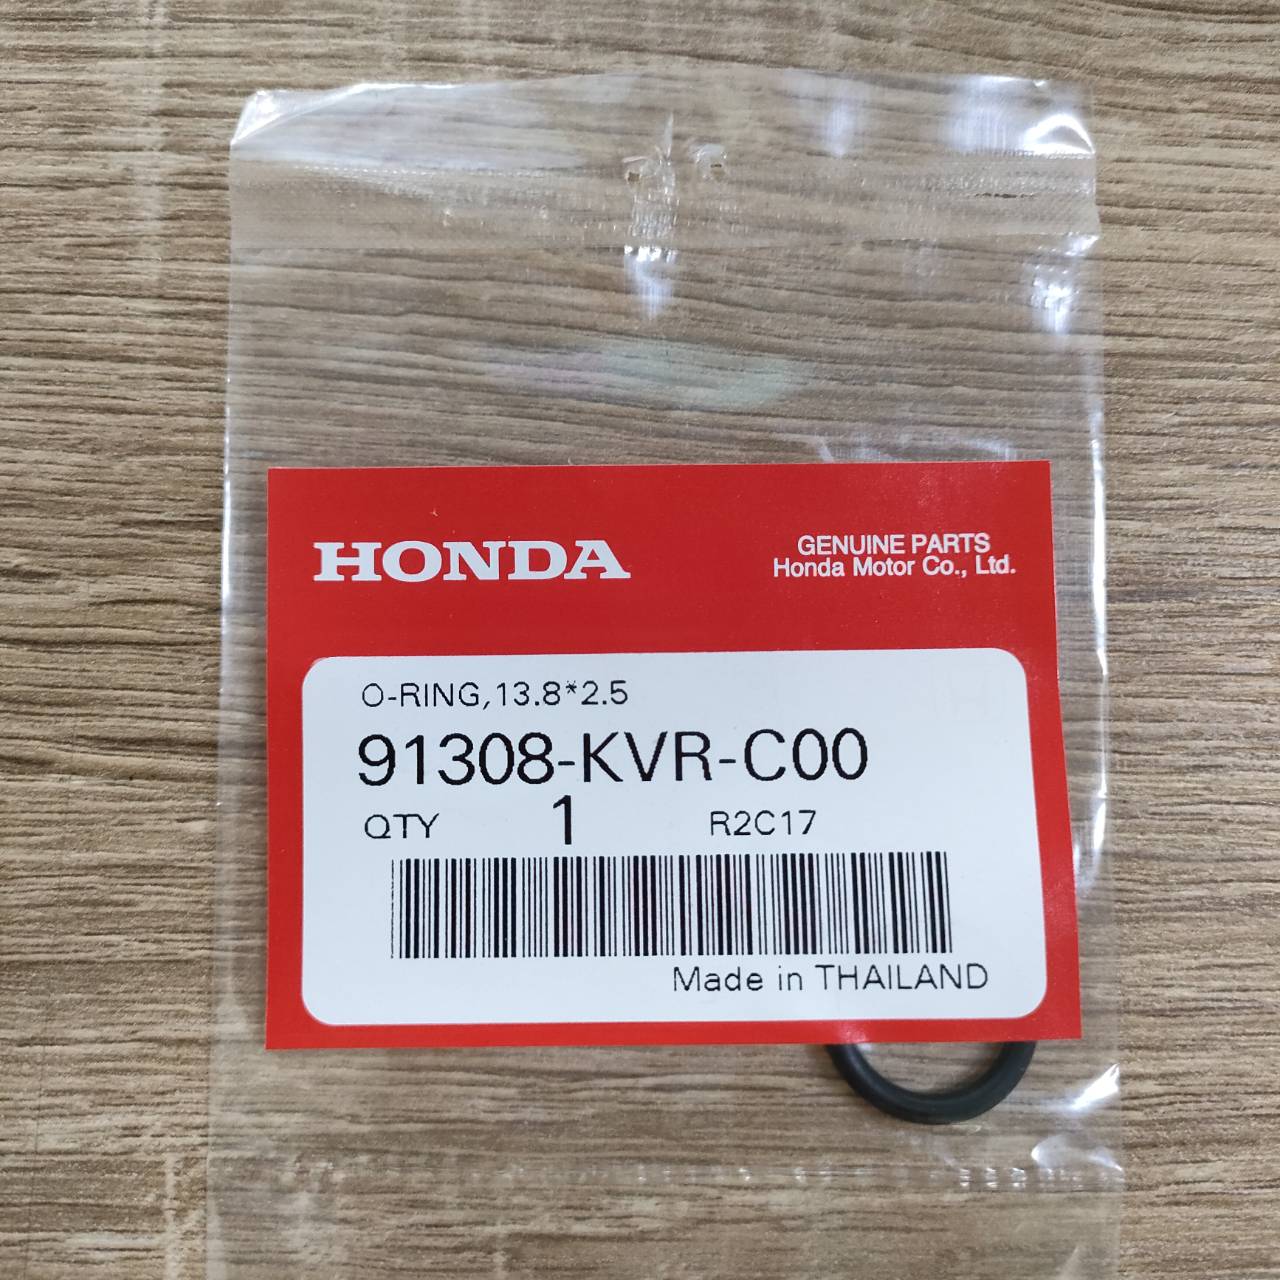 HONDA
GENUINE PARTS
Honda Motor Co., Ltd.
O-RING,13.8*2.5
91308-KVR-C00
QTY 1 R2C17
Made in THAILAND